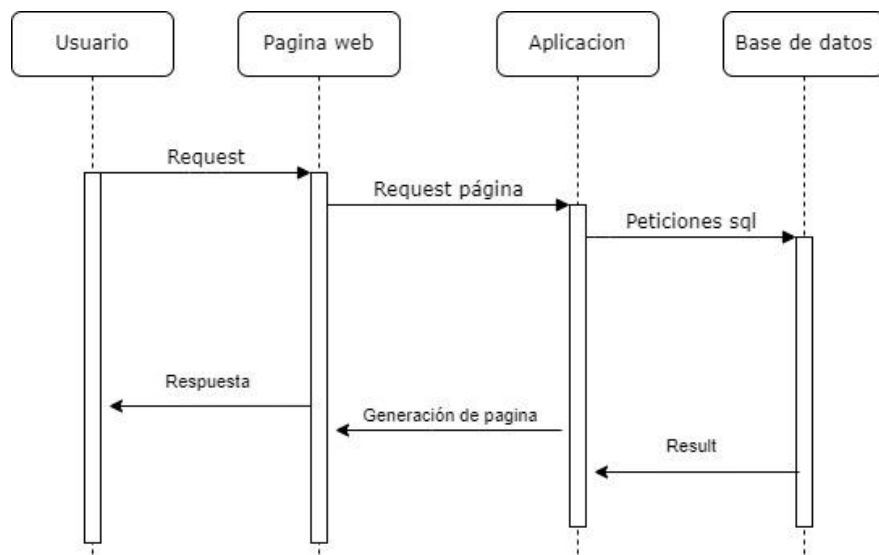 Usuario
Pagina web
Aplicacion
Base de datos
Request
Request página
Peticiones sql
Respuesta
Generación de pagina
Result